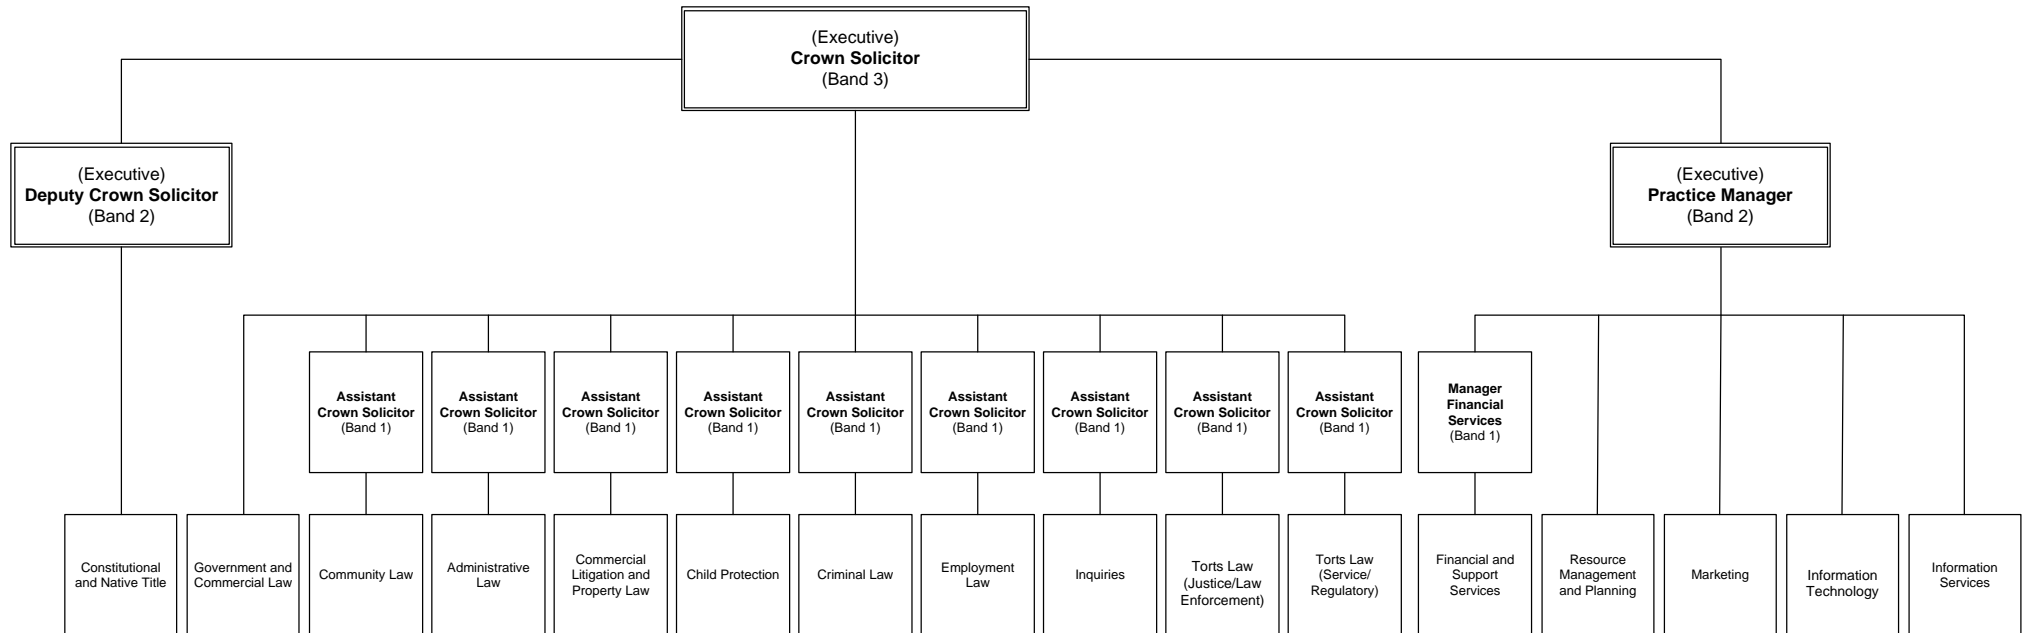 (Executive)
Crown Solicitor
(Band 3)
(Executive)
Deputy Crown Solicitor
(Band 2)
(Executive)
Practice Manager
(Band 2)
Assistant
Crown Solicitor
(Band 1)
Assistant
Crown Solicitor
(Band 1)
Assistant
Crown Solicitor
(Band 1)
Assistant
Crown Solicitor
(Band 1)
Assistant
Crown Solicitor
(Band 1)
Assistant
Crown Solicitor
(Band 1)
Assistant
Crown Solicitor
(Band 1)
Assistant
Crown Solicitor
(Band 1)
Assistant
Crown Solicitor
(Band 1)
Manager
Financial
Services
(Band 1)
Constitutional
and Native Title
Government and
Commercial Law
Community Law
Administrative
Law
Commercial
Litigation and
Property Law
Child Protection
Criminal Law
Employment
Law
Inquiries
Torts Law
(Justice/Law
Enforcement)
Torts Law
(Service/
Regulatory)
Financial and
Support
Services
Resource
Management
and Planning
Marketing
Information
Technology
Information
Services